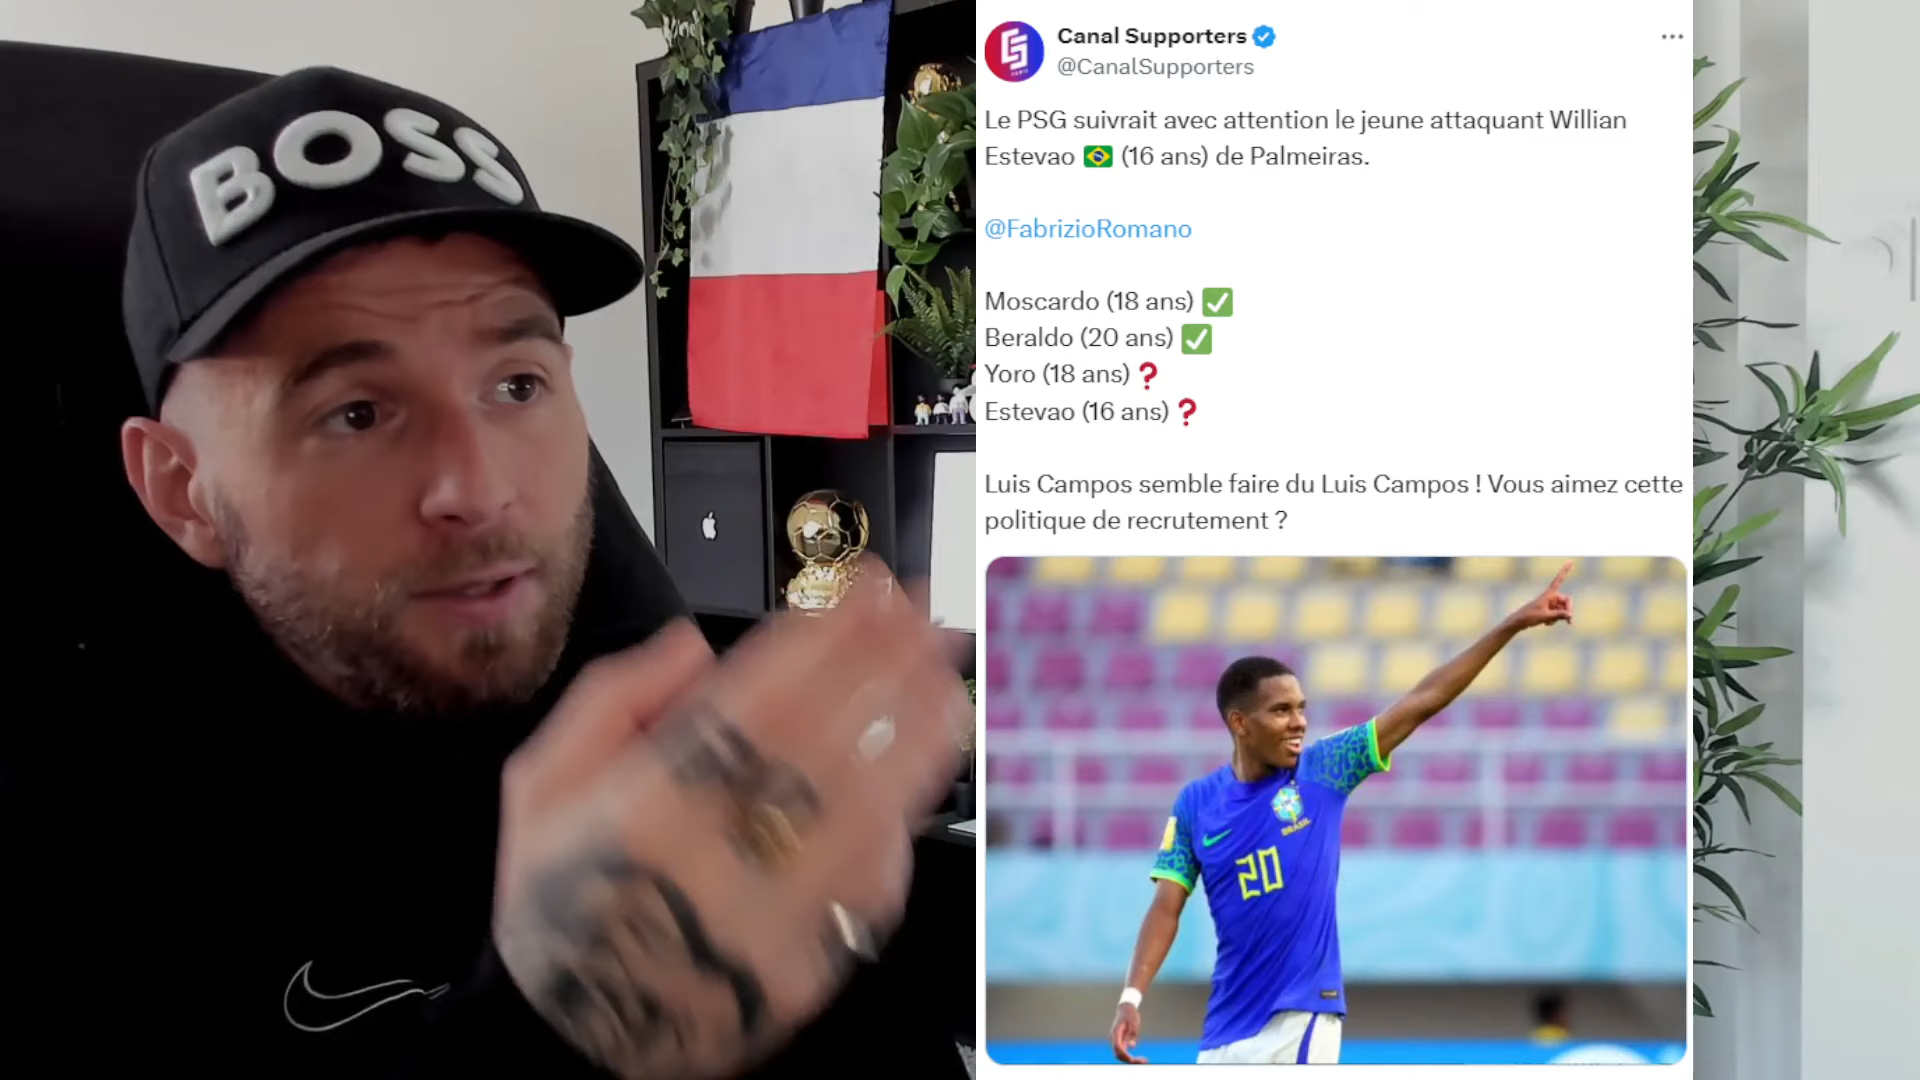 BOSS
Canal Supporters
@CanalSupporters
Le PSG suivrait avec attention le jeune attaquant Willian
Estevao 🇧🇷 (16 ans) de Palmeiras.
@FabrizioRomano
Moscardo (18 ans) ✅
Beraldo (20 ans) ✅
Yoro (18 ans) ❓
Estevao (16 ans) ❓
Luis Campos semble faire du Luis Campos ! Vous aimez cette
politique de recrutement ?
BRASIL
20